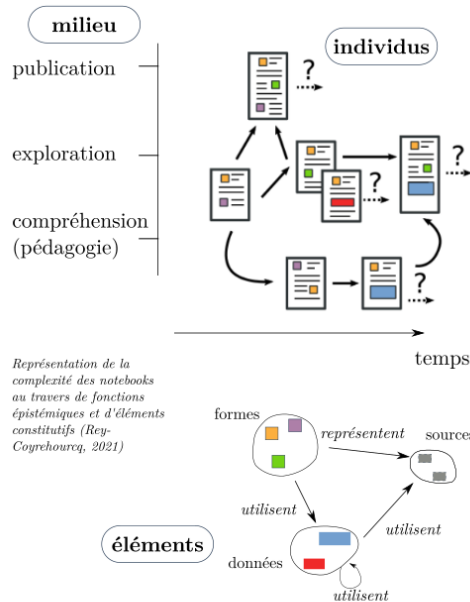 milieu
individus
publication
?
exploration
?
?
compréhension
(pédagogie)
?
temps
Représentation de la
complexité des notebooks
au travers de fonctions
épistémiques et d'éléments
constitutifs (Rey-
Coyrehourcq, 2021)
formes
représentent
sources
utilisent
utilisent
éléments
données
utilisent